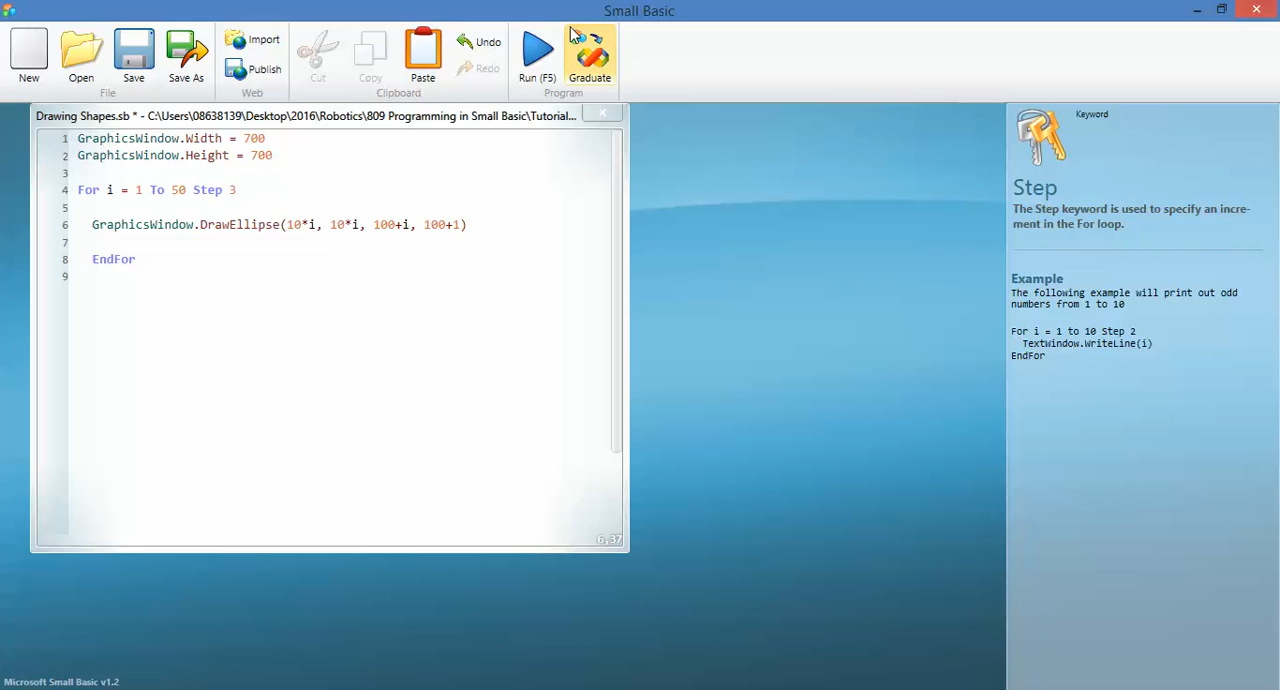 Small Basic
New
Open
Save
Save As
Import
Publish
Cut
Copy
Paste
Undo
Redo
Run (F5)
Graduate
File
Web
Clipboard
Program
Drawing Shapes.sb * - C:\Users\08638139\Desktop\2016\Robotics\809 Programming in Small Basic\Tutorial...
1 GraphicsWindow.Width = 700
2 GraphicsWindow.Height = 700
3
4 For i = 1 To 50 Step 3
5
6 GraphicsWindow.DrawEllipse(10*i, 10*i, 100+i, 100+1)
7
8 EndFor
9
6,37
Keyword
Step
The Step keyword is used to specify an incre-
ment in the For loop.
Example
The following example will print out odd
numbers from 1 to 10
For i = 1 to 10 Step 2
TextWindow.WriteLine(i)
EndFor
Microsoft Small Basic v1.2